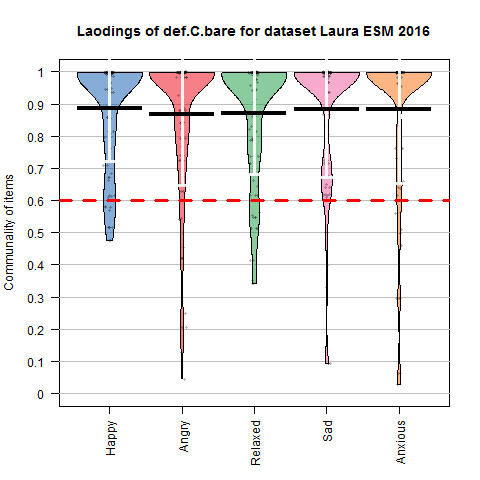 Laodings of def.C.bare for dataset Laura ESM 2016
Communality of items
1
0.9
0.8
0.7
0.6
0.5
0.4
0.3
0.2
0.1
0
Happy
Angry
Relaxed
Sad
Anxious